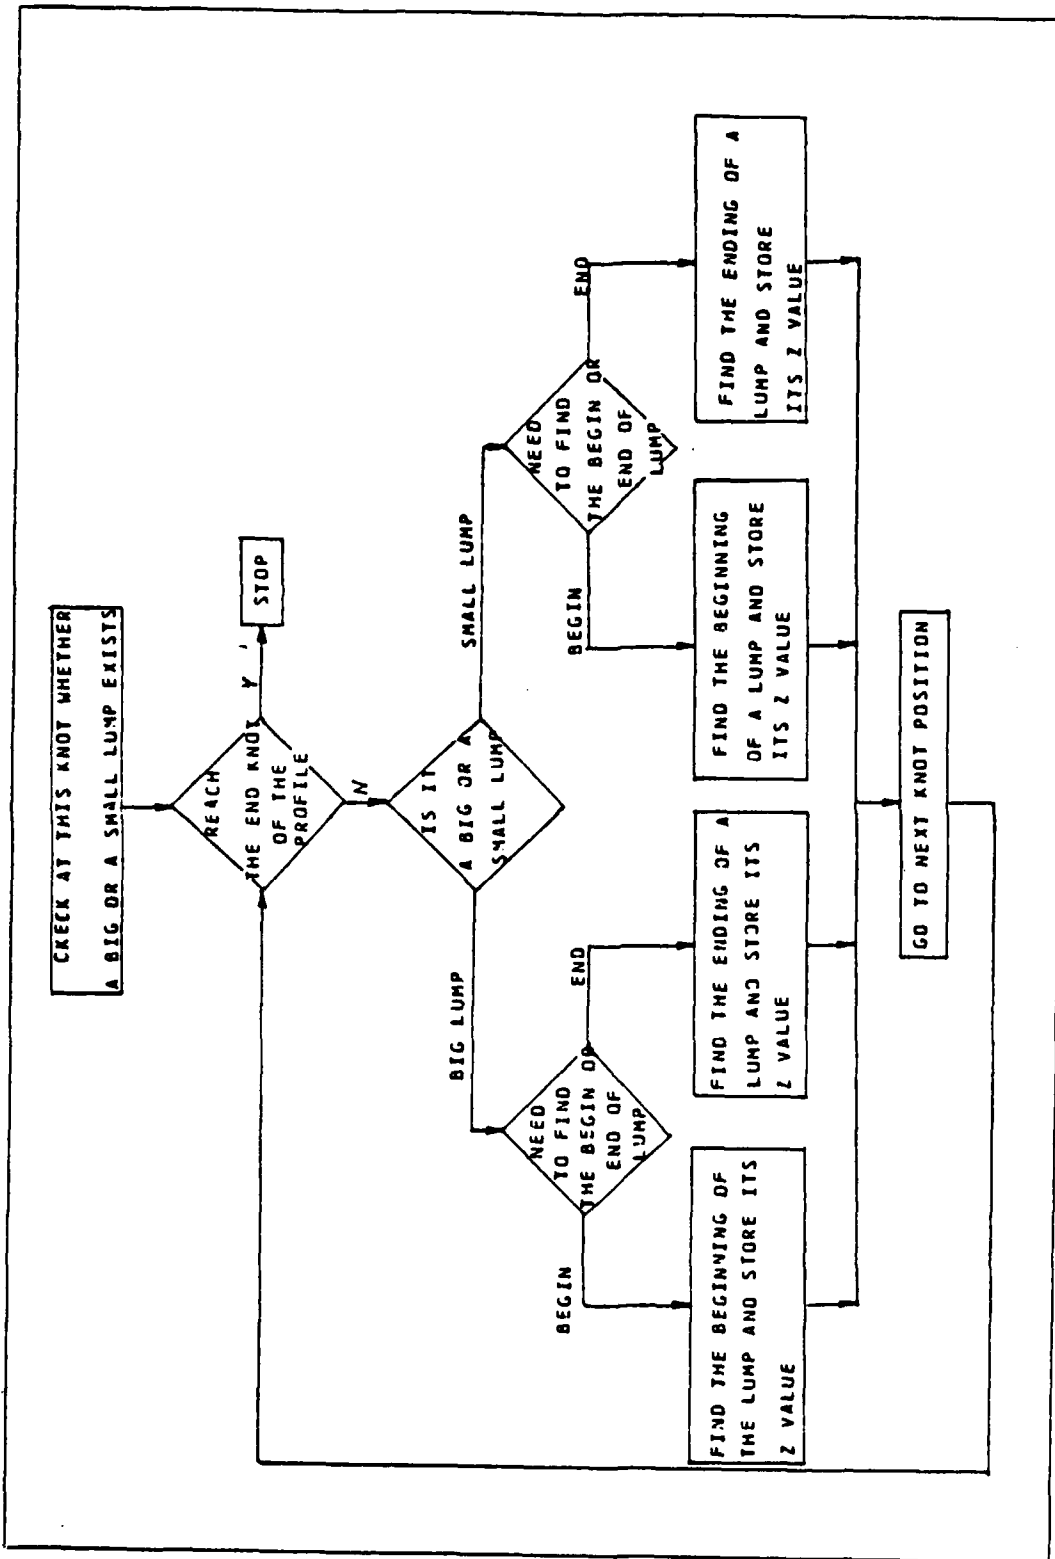 CKECK AT THIS KNOT WHETHER
A BIG OR A SMALL LUMP EXISTS
REACH
THE END KNOT
OF THE
PROFILE
Y
STOP
N
IS IT
A BIG OR A
SMALL LUMP
BIG LUMP
SMALL LUMP
NEED
TO FIND
THE BEGIN OR
END OF
LUMP
BEGIN
END
NEED
TO FIND
THE BEGIN OR
END OF
LUMP
BEGIN
END
FIND THE BEGINNING OF
THE LUMP AND STORE ITS
Z VALUE
FIND THE ENDING OF A
LUMP AND STORE ITS
Z VALUE
FIND THE BEGINNING
OF A LUMP AND STORE
ITS Z VALUE
FIND THE ENDING OF A
LUMP AND STORE
ITS Z VALUE
GO TO NEXT KNOT POSITION